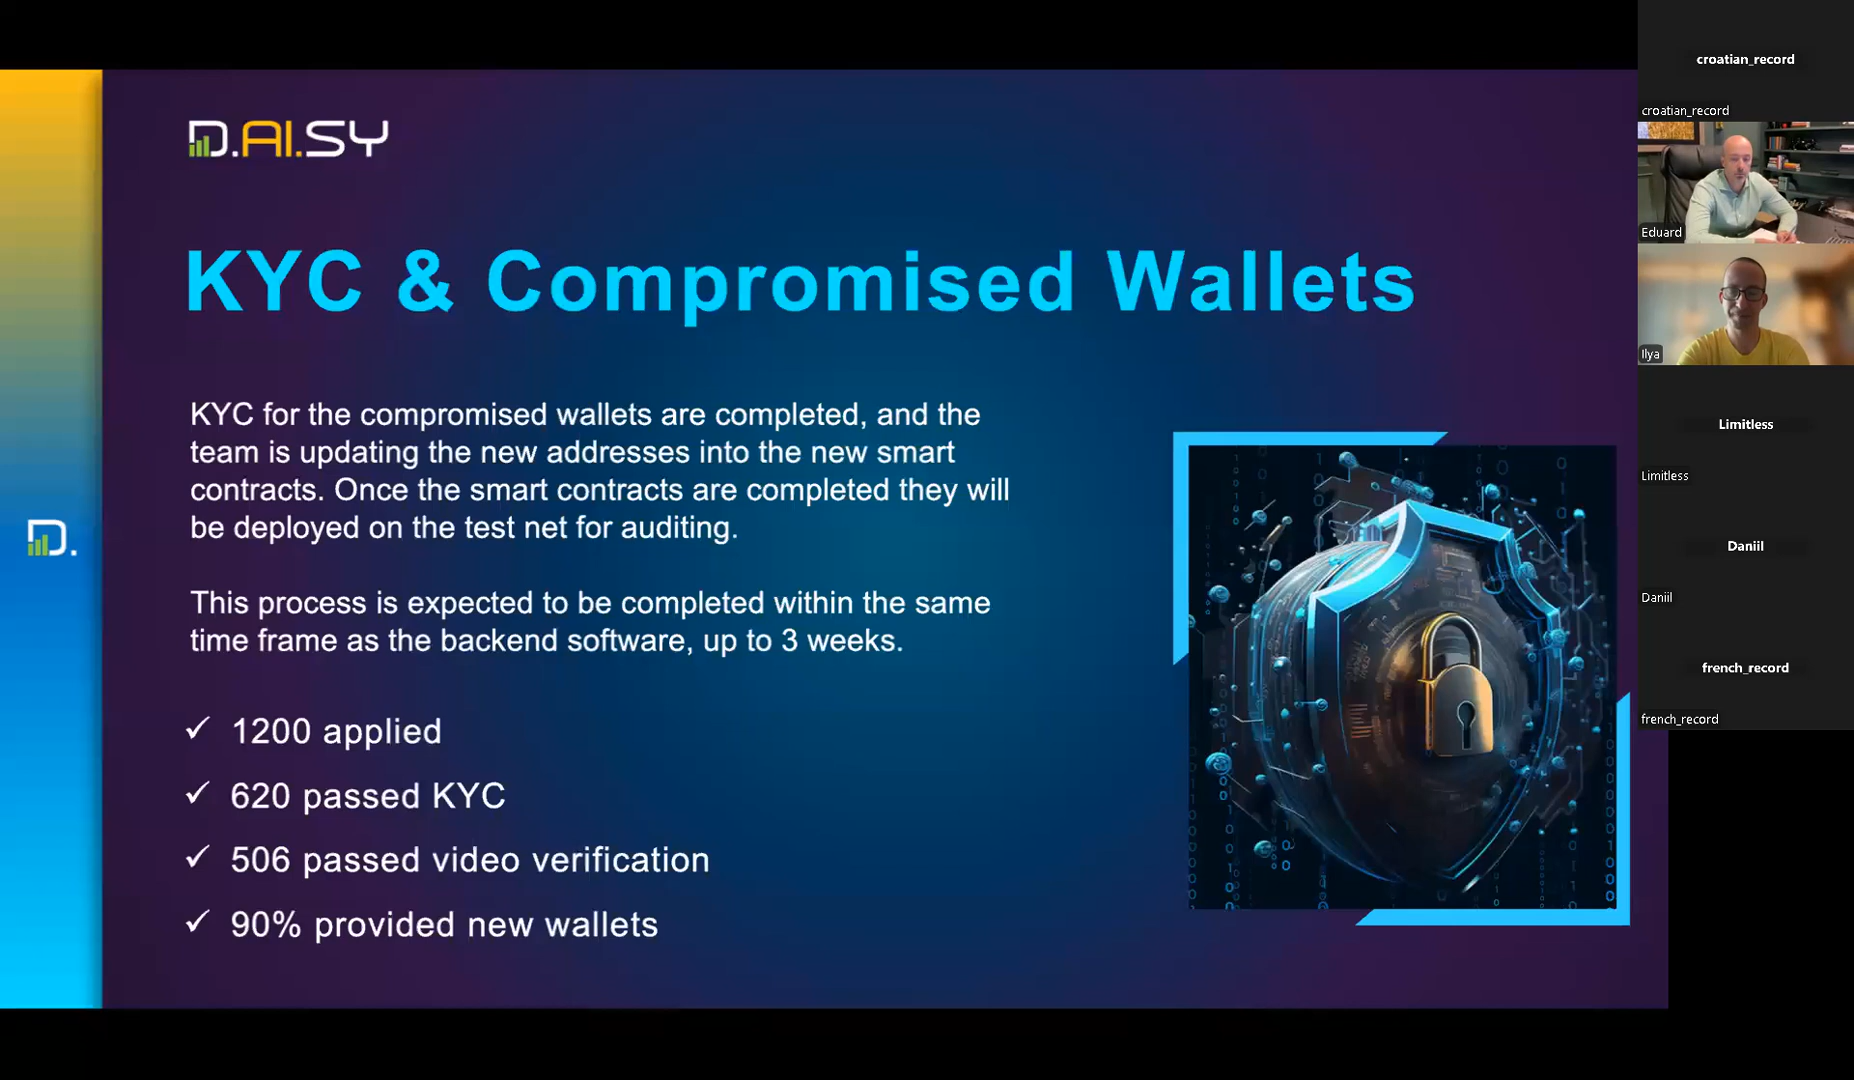 D.AI.SY
KYC & Compromised Wallets
KYC for the compromised wallets are completed, and the
team is updating the new addresses into the new smart
contracts. Once the smart contracts are completed they will
be deployed on the test net for auditing.
This process is expected to be completed within the same
time frame as the backend software, up to 3 weeks.
✓ 1200 applied
✓ 620 passed KYC
✓ 506 passed video verification
✓ 90% provided new wallets
D.
croatian_record
croatian_record
Eduard
Ilya
Limitless
Limitless
Daniil
Daniil
french_record
french_record